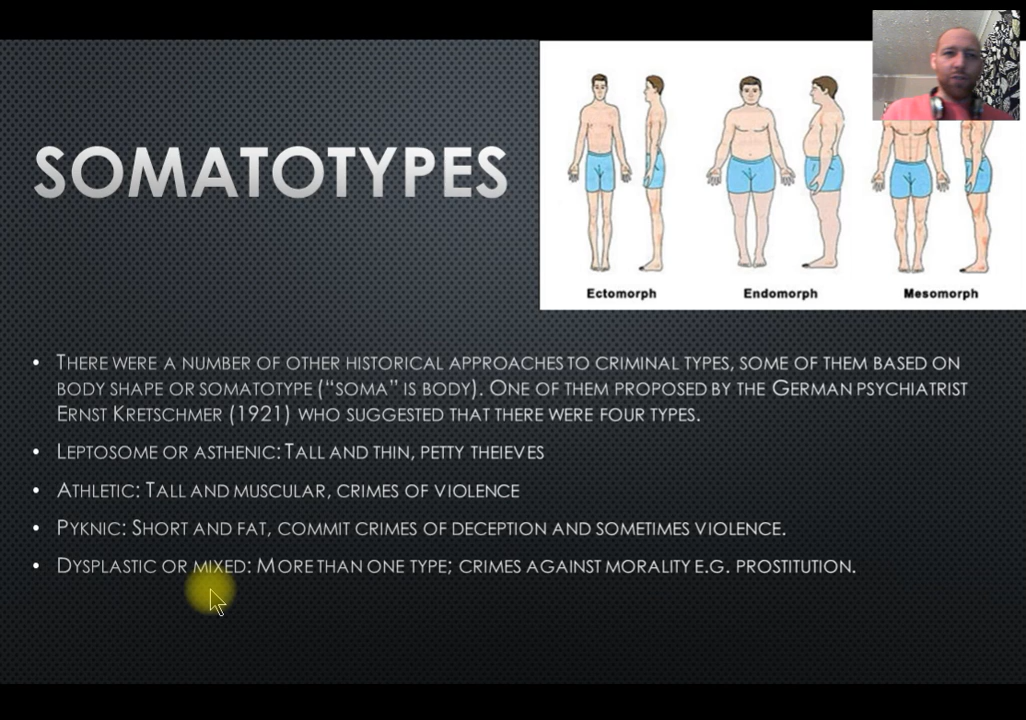 SOMATOTYPES
Ectomorph
Endomorph
Mesomorph
• THERE WERE A NUMBER OF OTHER HISTORICAL APPROACHES TO CRIMINAL TYPES, SOME OF THEM BASED ON
BODY SHAPE OR SOMATOTYPE (“SOMA” IS BODY). ONE OF THEM PROPOSED BY THE GERMAN PSYCHIATRIST
ERNST KRETSCHMER (1921) WHO SUGGESTED THAT THERE WERE FOUR TYPES.
• LEPTOSOME OR ASTHENIC: TALL AND THIN, PETTY THEIEVES
• ATHLETIC: TALL AND MUSCULAR, CRIMES OF VIOLENCE
• PYKNIC: SHORT AND FAT, COMMIT CRIMES OF DECEPTION AND SOMETIMES VIOLENCE.
• DYSPLASTIC OR MIXED: MORE THAN ONE TYPE; CRIMES AGAINST MORALITY E.G. PROSTITUTION.